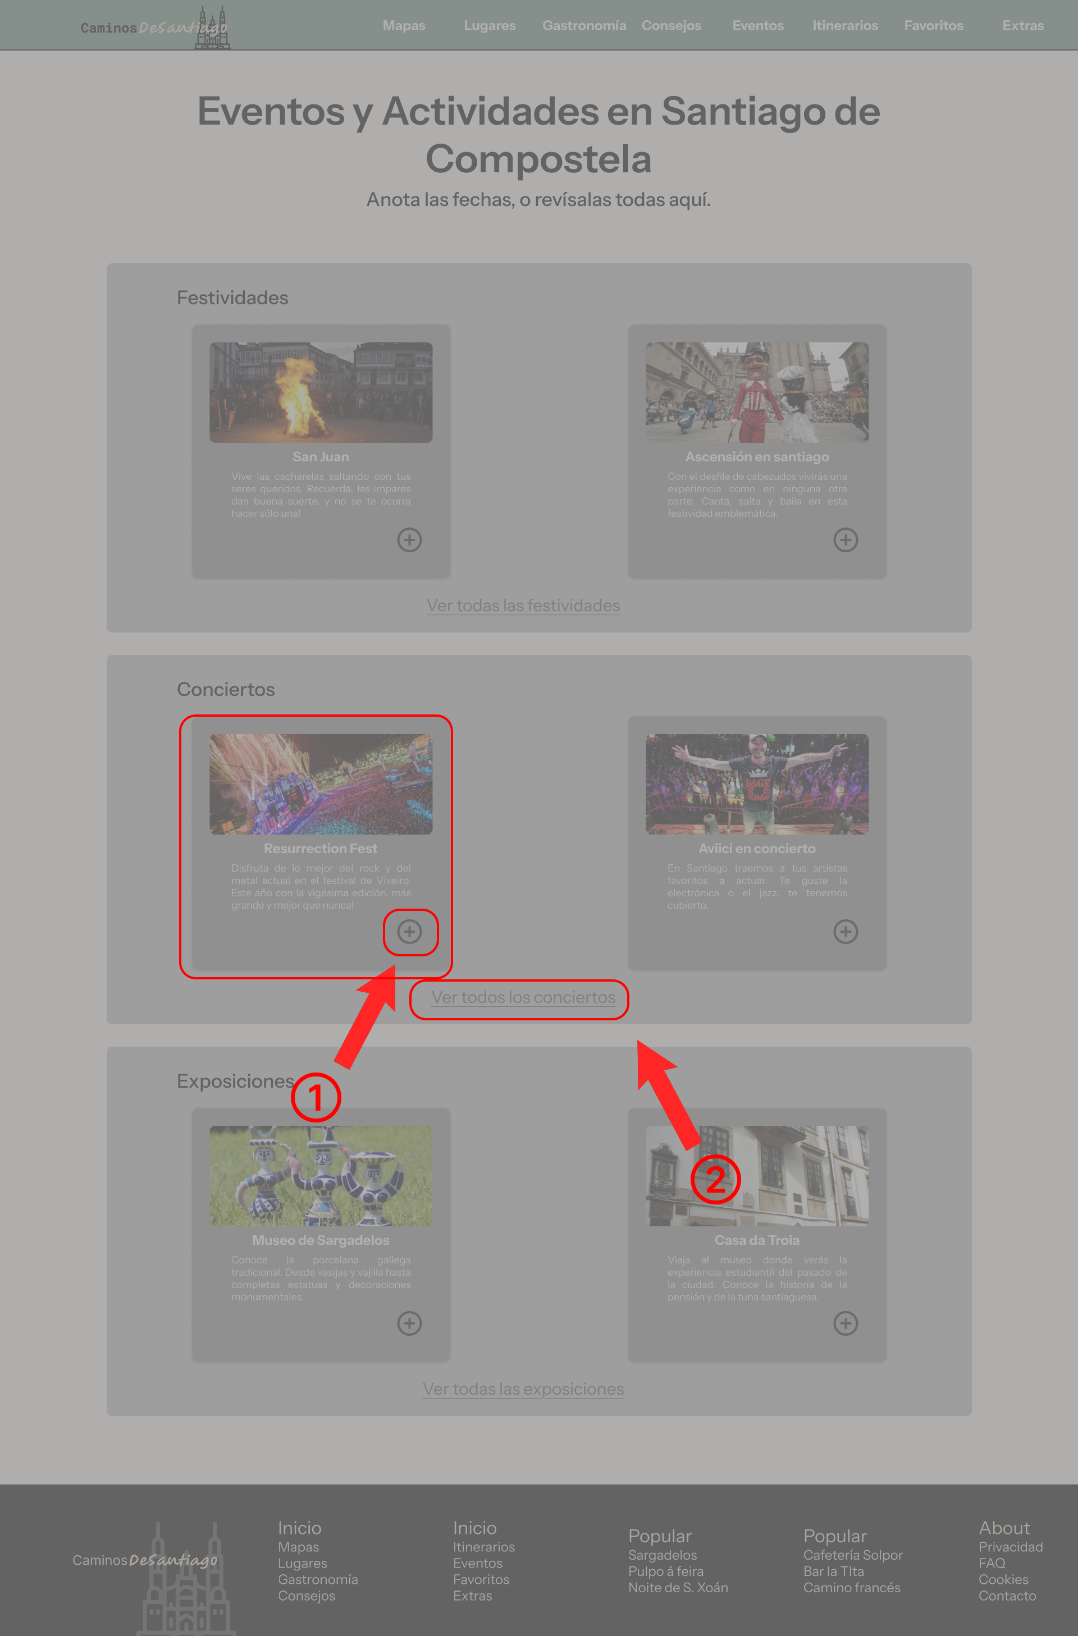 CaminosDeSantiago
Mapas Lugares Gastronomía Consejos Eventos Itinerarios Favoritos Extras
Eventos y Actividades en Santiago de
Compostela
Anota las fechas, o revísalas todas aquí.
Festividades
San Juan
Vive las cacharelas saltando con tus
seres queridos. Recuerda, las impares
dan buena suerte, y no se te ocurra
hacer sólo una!
Ascensión en santiago
Con el desfile de cabezudos vivirás una
experiencia como en ninguna otra
parte. Canta, salta y baila en esta
festividad emblemática.
Ver todas las festividades
Conciertos
Resurrection Fest
Disfruta de lo mejor del rock y del
metal actual en el festival de Viveiro.
Este año con la vigésima edición, más
grande y mejor que nunca!
Aviici en concierto
En Santiago traemos a tus artistas
favoritos a actuar. Te guste la
electrónica o el jazz, te tenemos
cubierto.
Ver todos los conciertos
Exposiciones
1
2
Museo de Sargadelos
Conoce la porcelana gallega
tradicional. Desde vasijas y vajilla hasta
completas estatuas y decoraciones
monumentales.
Casa da Troia
Viaja al museo donde verás la
experiencia estudiantil del pasado de
la ciudad. Conoce la historia de la
pensión y de la tuna santiaguesa.
Ver todas las exposiciones
CaminosDeSantiago
Inicio
Mapas
Lugares
Gastronomía
Consejos
Inicio
Itinerarios
Eventos
Favoritos
Extras
Popular
Sargadelos
Pulpo á feira
Noite de S. Xoán
Popular
Cafetería Solpor
Bar la TIta
Camino francés
About
Privacidad
FAQ
Cookies
Contacto